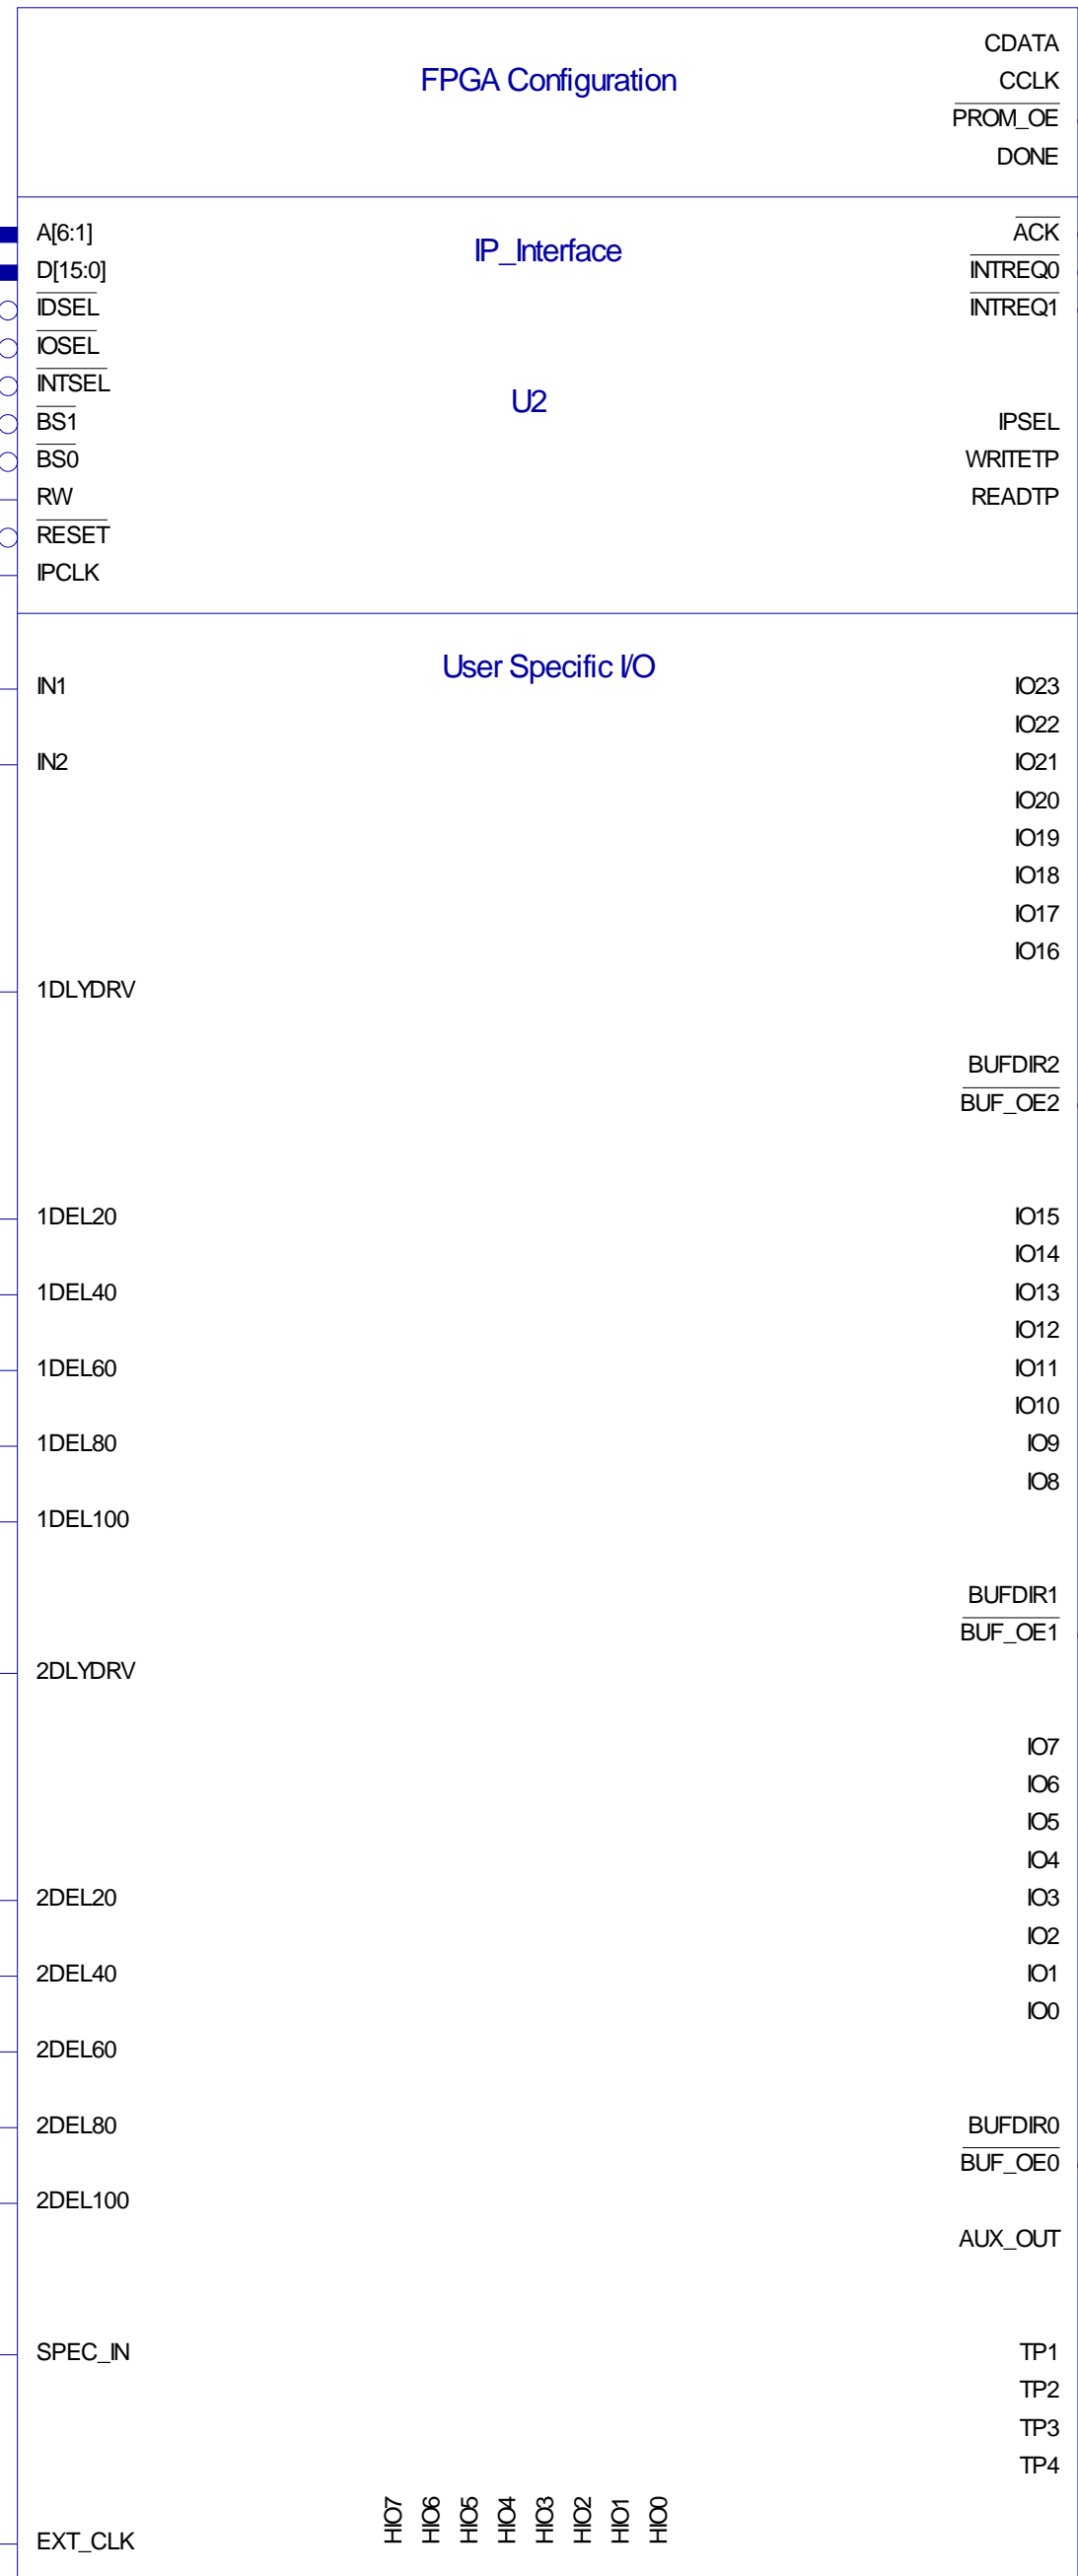 CDATA
FPGA Configuration
CCLK
PROM_OE
DONE
A[6:1]
IP_Interface
ACK
D[15:0]
INTREQ0
IDSEL
INTREQ1
IOSEL
INTSEL
U2
BS1
IPSEL
BS0
WRITETP
RW
READTP
RESET
IPCLK
User Specific I/O
IN1
IO23
IO22
IN2
IO21
IO20
IO19
IO18
IO17
IO16
1DLYDRV
BUFDIR2
BUF_OE2
1DEL20
IO15
IO14
1DEL40
IO13
IO12
1DEL60
IO11
IO10
1DEL80
IO9
IO8
1DEL100
BUFDIR1
BUF_OE1
2DLYDRV
IO7
IO6
IO5
IO4
2DEL20
IO3
IO2
2DEL40
IO1
IO0
2DEL60
2DEL80
BUFDIR0
BUF_OE0
2DEL100
AUX_OUT
SPEC_IN
TP1
TP2
TP3
TP4
HIO7
HIO6
HIO5
HIO4
HIO3
HIO2
HIO1
HIO0
EXT_CLK